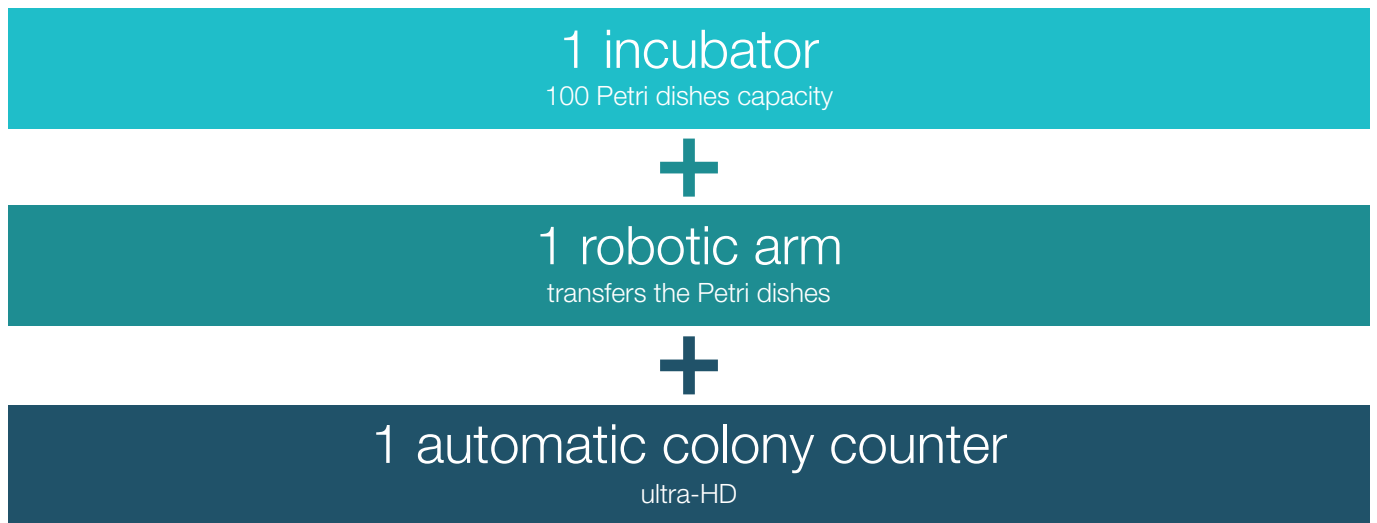 1 incubator
100 Petri dishes capacity
+
1 robotic arm
transfers the Petri dishes
+
1 automatic colony counter
ultra-HD